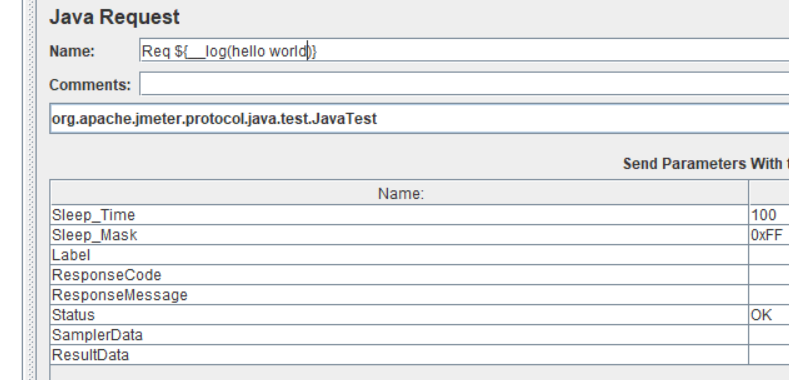 Java Request
Name: Req ${__log(hello world)}
Comments:
org.apache.jmeter.protocol.java.test.JavaTest
Send Parameters With
Name:
Sleep_Time 100
Sleep_Mask 0xFF
Label
ResponseCode
ResponseMessage
Status OK
SamplerData
ResultData